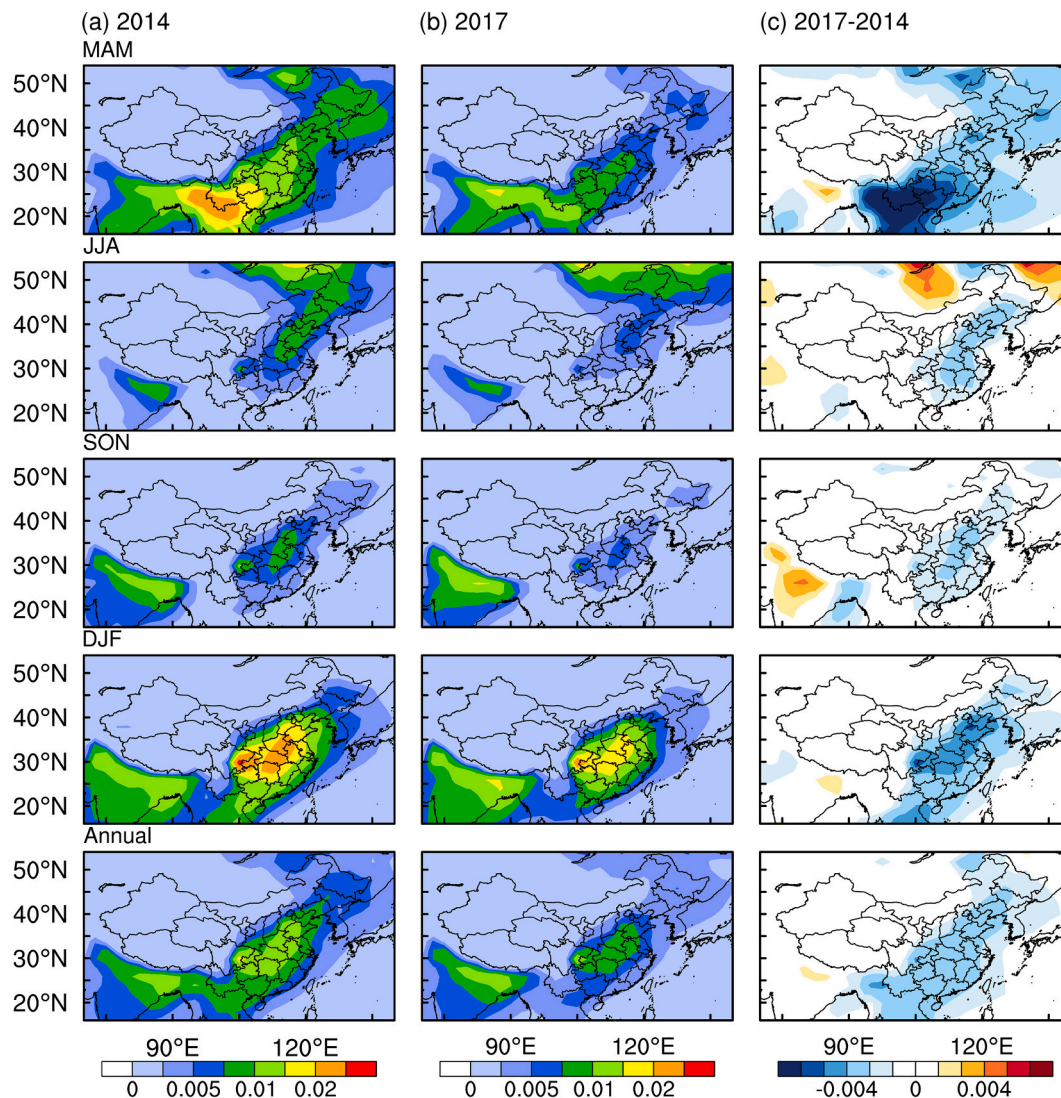 (a) 2014 (b) 2017 (c) 2017-2014
MAM
50°N
40°N
30°N
20°N
JJA
50°N
40°N
30°N
20°N
SON
50°N
40°N
30°N
20°N
DJF
50°N
40°N
30°N
20°N
Annual
50°N
40°N
30°N
20°N
90°E 120°E 90°E 120°E 90°E 120°E
0 0.005 0.01 0.02 0 0.005 0.01 0.02 -0.004 0 0.004